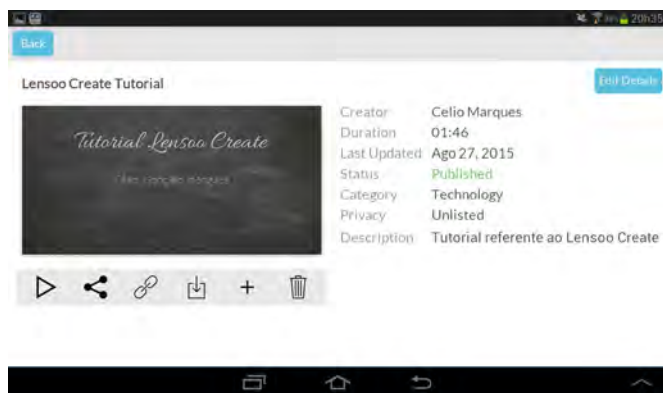 20h35
Back
Edit Details
Lensoo Create Tutorial
Tutorial Lensoo Create
Creator Celio Marques
Duration 01:46
Last Updated Ago 27, 2015
Status Published
Category Technology
Privacy Unlisted
Description Tutorial referente ao Lensoo Create